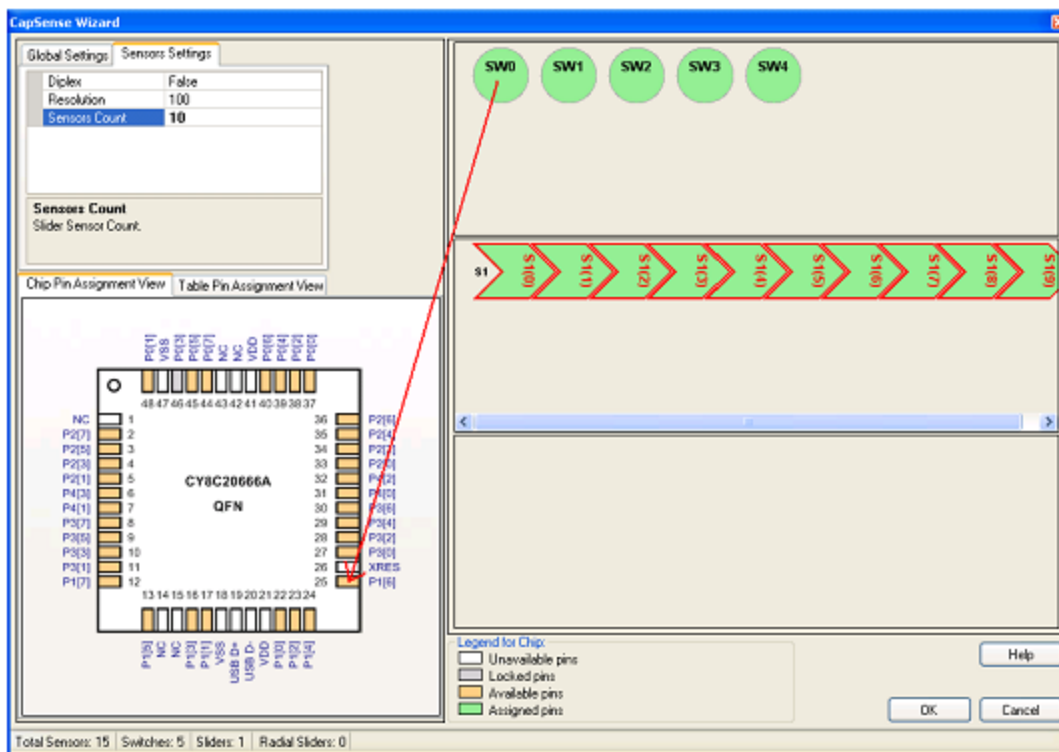 CapSense Wizard
Global Settings
Sensors Settings
Diplex False
Resolution 100
Sensors Count 10
Sensors Count
Slider Sensor Count.
Chip Pin Assignment View
Table Pin Assignment View
SW0 SW1 SW2 SW3 SW4
S1 S1(0) S1(1) S1(2) S1(3) S1(4) S1(5) S1(6) S1(7) S1(8) S1(9)
P0[1] VSS P0[3] P0[5] P0[7] NC NC VDD P0[6] P0[4] P0[2] P0[0]
48 47 46 45 44 43 42 41 40 39 38 37
NC 1 36 P2[6]
P2[7] 2 35 P2[4]
P2[5] 3 34
P2[3] 4 33
P2[1] 5 32
P4[3] 6 31
P4[1] 7 30 P3[6]
P3[7] 8 29 P3[4]
P3[5] 9 28 P3[2]
P3[3] 10 27 P3[0]
P3[1] 11 26 XRES
P1[7] 12 25 P1[6]
CY8C20666A
QFN
13 14 15 16 17 18 19 20 21 22 23 24
P1[5] NC NC P1[3] P1[1] VSS USB D+ USB D- VDD P1[0] P1[2] P1[4]
Legend for Chip:
Unavailable pins
Locked pins
Available pins
Assigned pins
Help
OK
Cancel
Total Sensors: 15 Switches: 5 Sliders: 1 Radial Sliders: 0